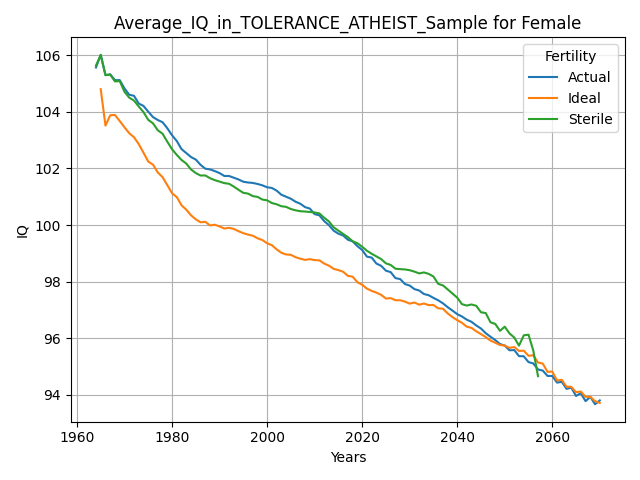 Average_IQ_in_TOLERANCE_ATHEIST_Sample for Female
IQ
106
104
102
100
98
96
94
Fertility
Actual
Ideal
Sterile
1960
1980
2000
2020
2040
2060
Years